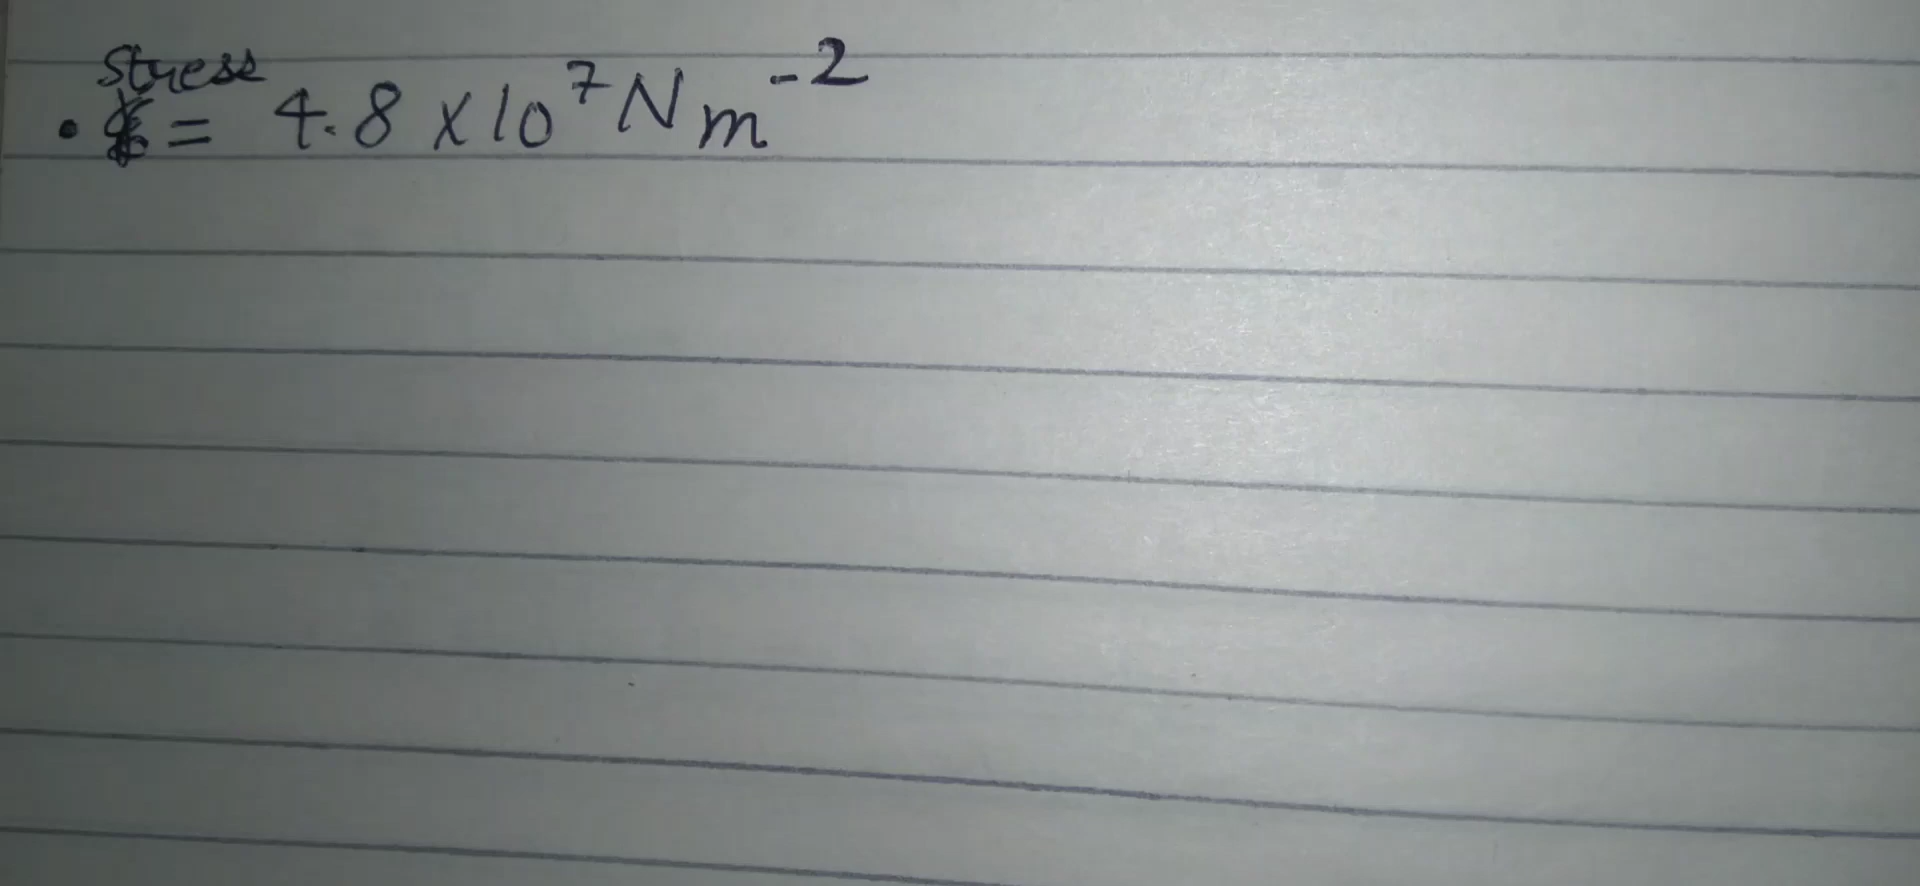 Stress
• = 4.8 x 10⁷ N m⁻²